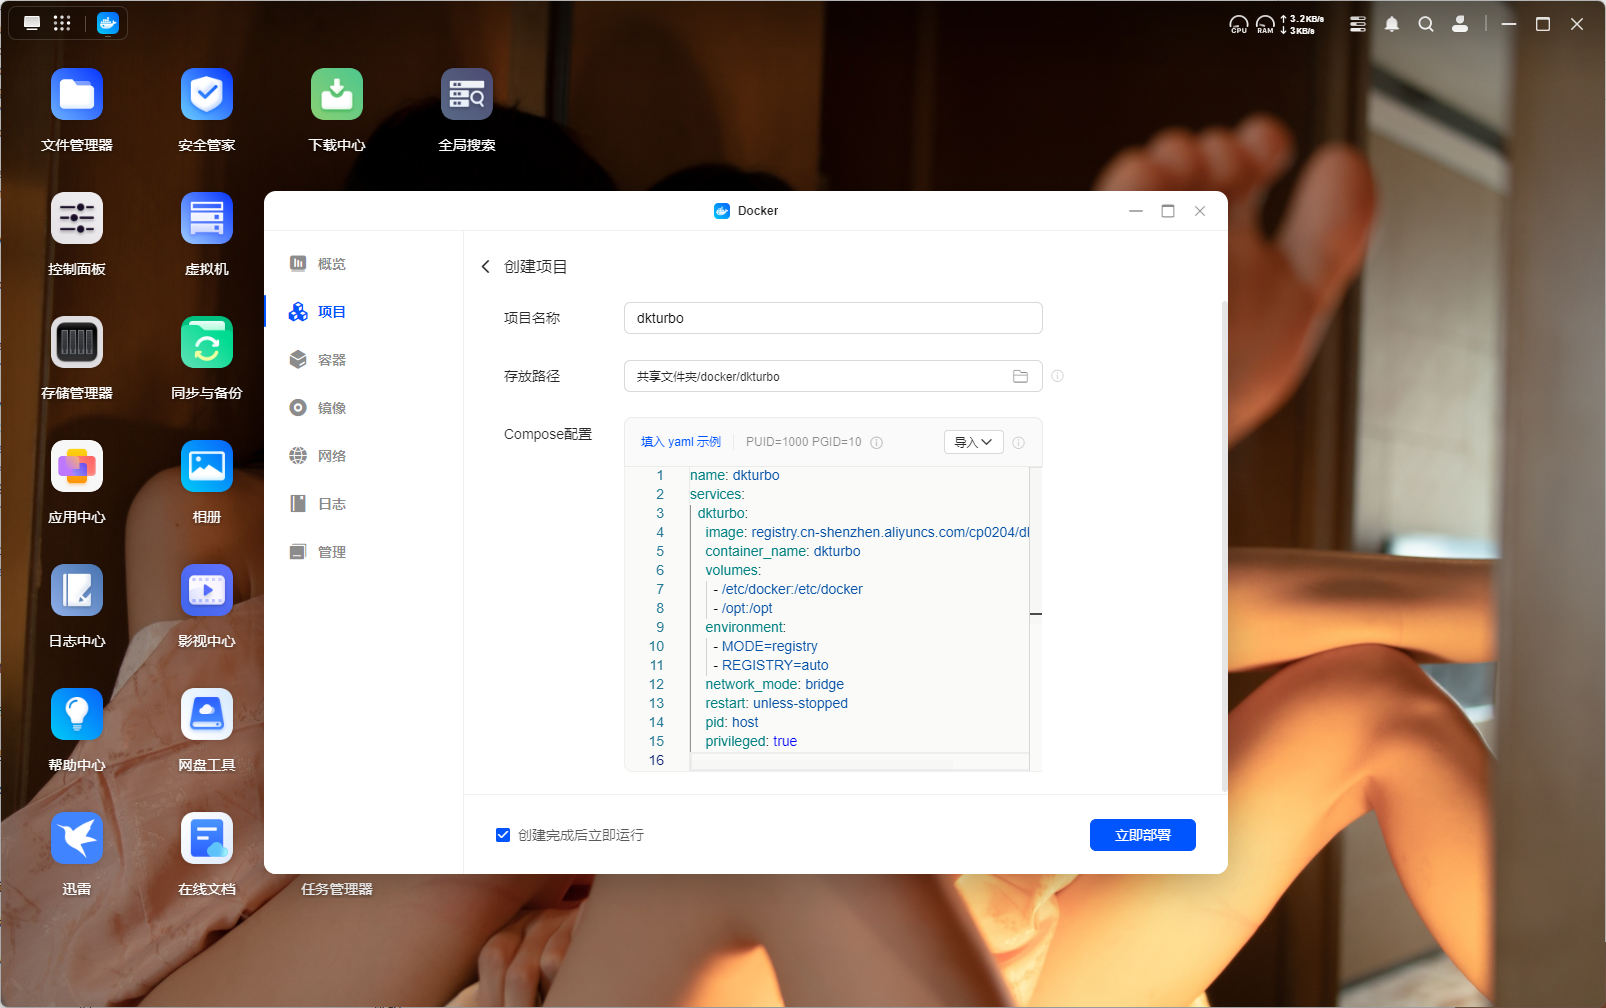 CPU
RAM
3.2KB/s
3KB/s
文件管理器
安全管家
下载中心
全局搜索
控制面板
虚拟机
存储管理器
同步与备份
应用中心
相册
日志中心
影视中心
帮助中心
网盘工具
迅雷
在线文档
任务管理器
Docker
概览
项目
容器
镜像
网络
日志
管理
创建项目
项目名称
dkturbo
存放路径
共享文件夹/docker/dkturbo
Compose配置
填入 yaml 示例
PUID=1000 PGID=10
导入
1 name: dkturbo
2 services:
3 dkturbo:
4 image: registry.cn-shenzhen.aliyuncs.com/cp0204/
5 container_name: dkturbo
6 volumes:
7 - /etc/docker:/etc/docker
8 - /opt:/opt
9 environment:
10 - MODE=registry
11 - REGISTRY=auto
12 network_mode: bridge
13 restart: unless-stopped
14 pid: host
15 privileged: true
16
创建完成后立即运行
立即部署